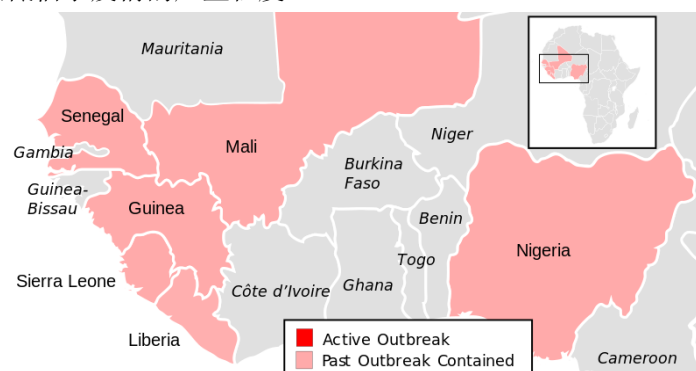 Mauritania
Senegal
Mali
Niger
Gambia
Burkina
Faso
Guinea-
Bissau
Guinea
Benin
Nigeria
Togo
Sierra Leone
Côte d’Ivoire
Ghana
Liberia
Active Outbreak
Past Outbreak Contained
Cameroon